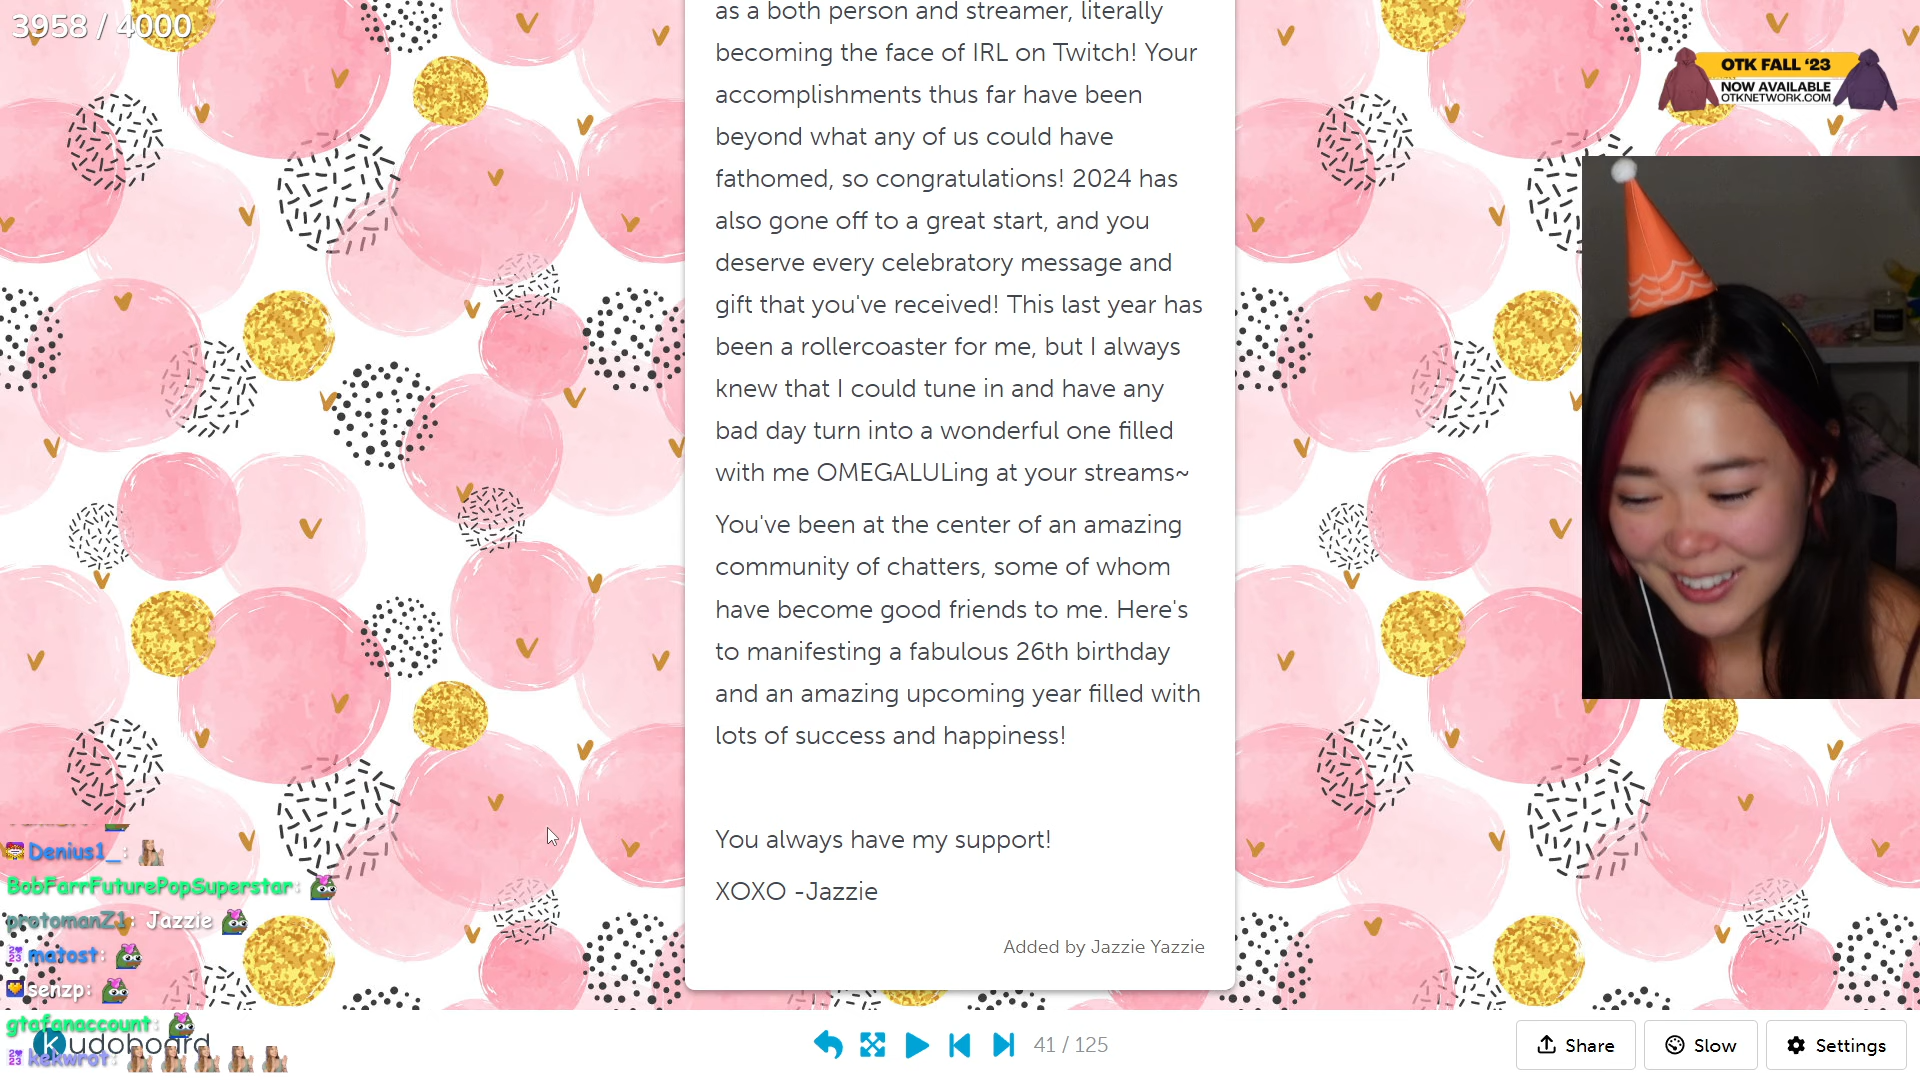 3958 / 4000
as a both person and streamer, literally
becoming the face of IRL on Twitch! Your
accomplishments thus far have been
beyond what any of us could have
fathomed, so congratulations! 2024 has
also gone off to a great start, and you
deserve every celebratory message and
gift that you've received! This last year has
been a rollercoaster for me, but I always
knew that I could tune in and have any
bad day turn into a wonderful one filled
with me OMEGALULing at your streams~
You've been at the center of an amazing
community of chatters, some of whom
have become good friends to me. Here's
to manifesting a fabulous 26th birthday
and an amazing upcoming year filled with
lots of success and happiness!
You always have my support!
XOXO -Jazzie
Added by Jazzie Yazzie
OTK FALL ‘23
NOW AVAILABLE
OTKNETWORK.COM
Denius1_:
BobFarrFuturePopSuperstar:
protomanZ1: Jazzie
matost:
senzp:
gtafanaccount:
kekwrot:
kudoboard
41 / 125
Share
Slow
Settings